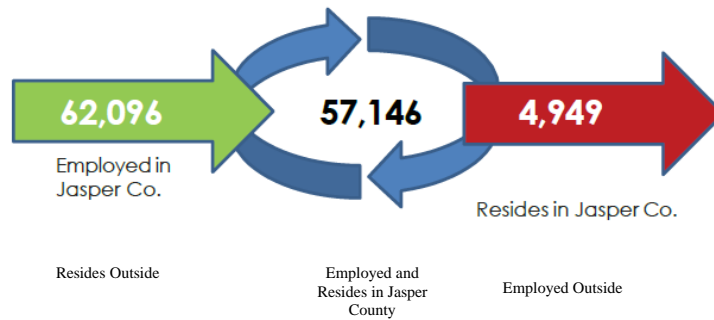 62,096
57,146
4,949
Employed in
Jasper Co.
Resides in Jasper Co.
Resides Outside
Employed and
Resides in Jasper
County
Employed Outside